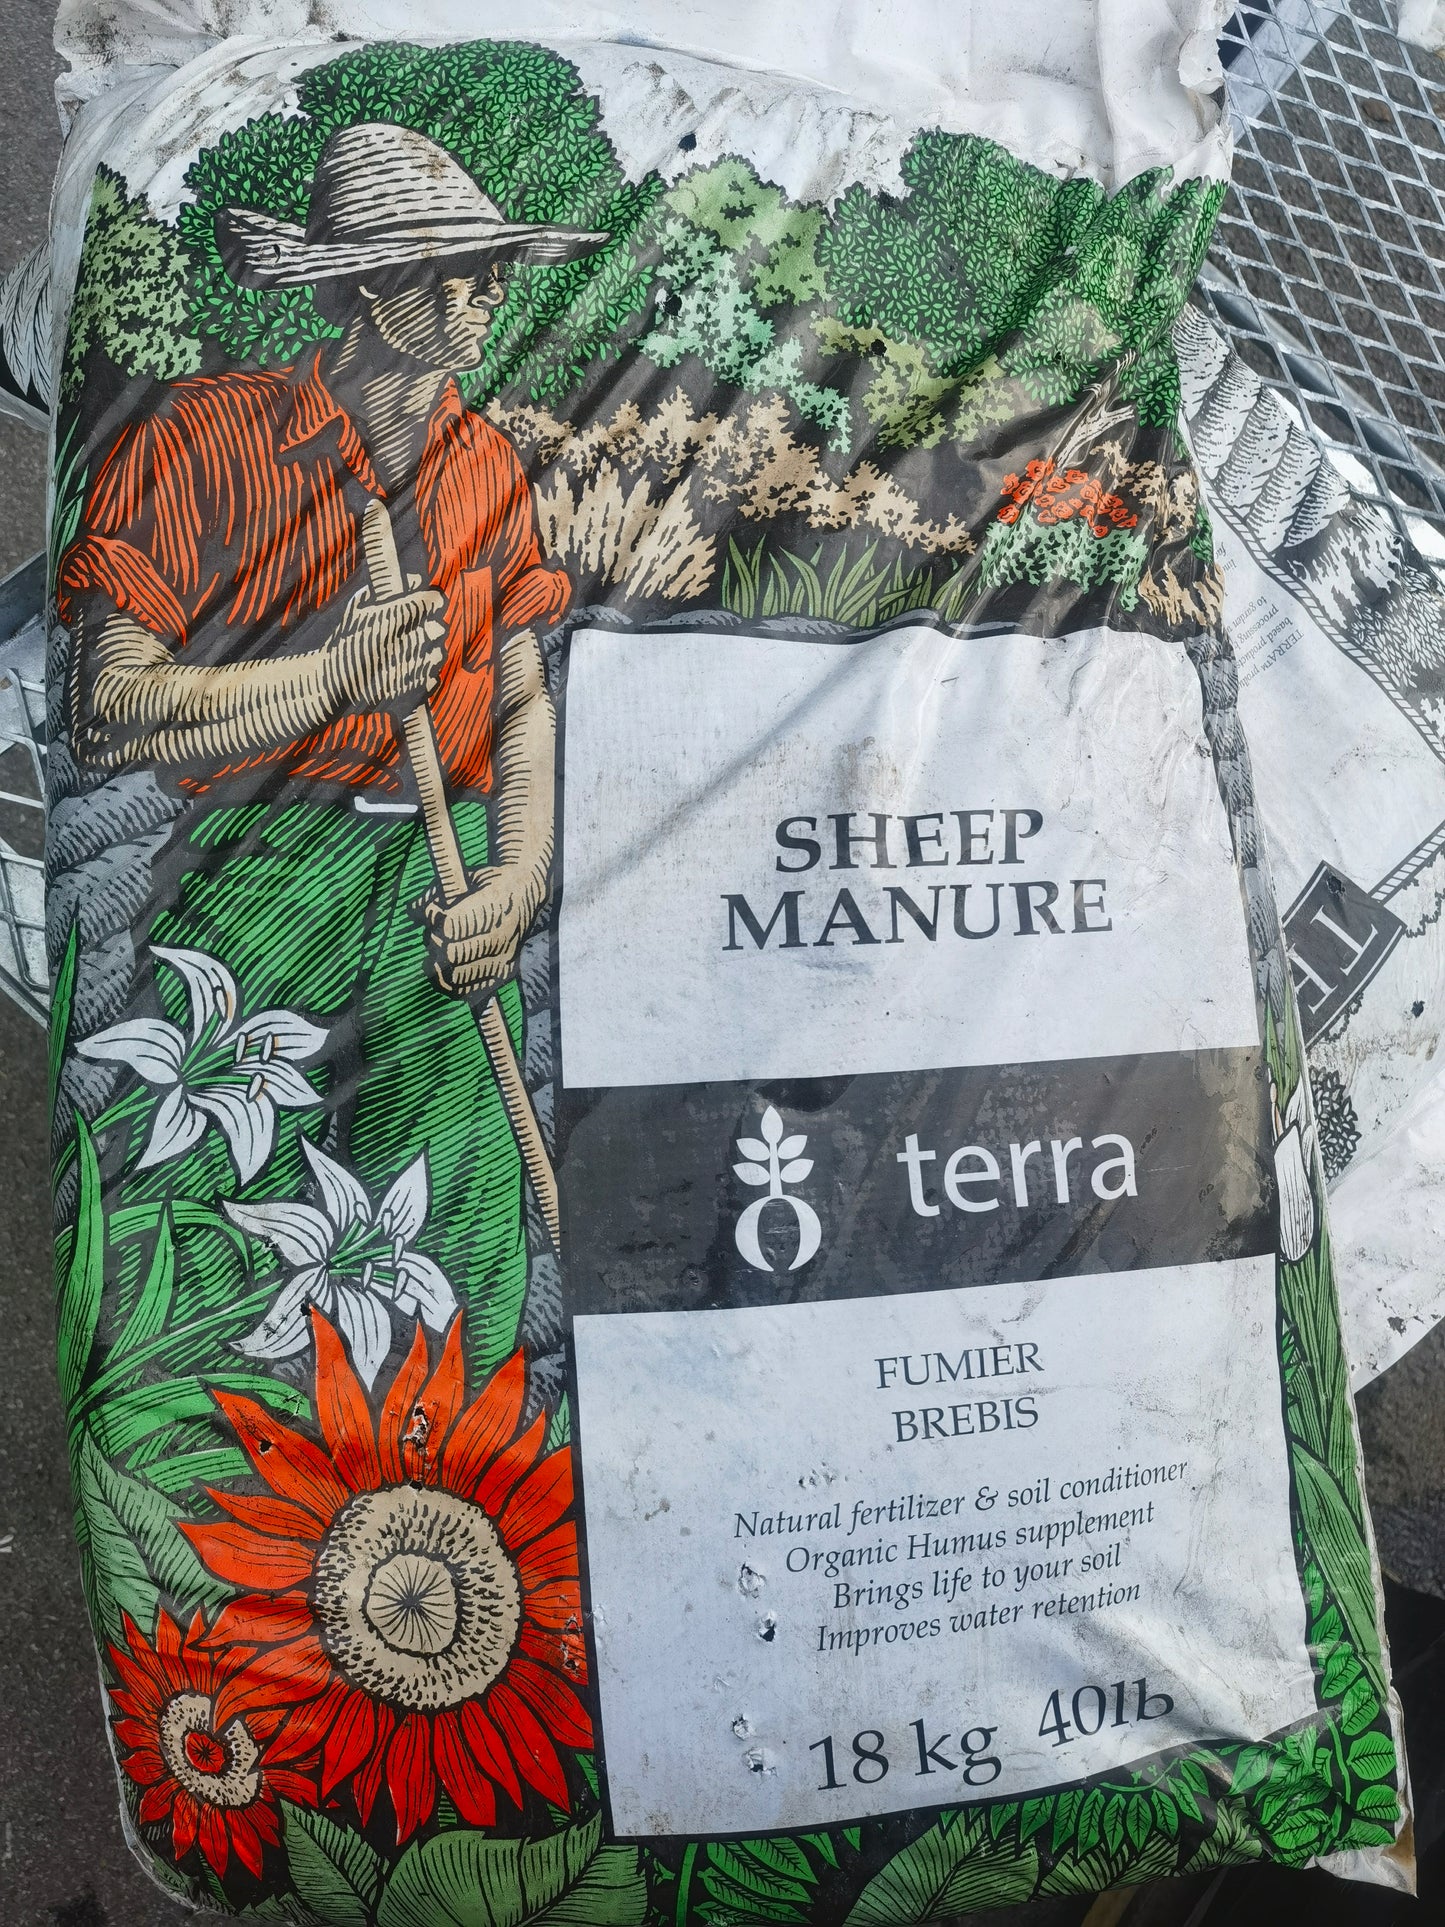 SHEEP
MANURE
terra
FUMIER
BREBIS
Natural fertilizer & soil conditioner
Organic Humus supplement
Brings life to your soil
Improves water retention
18 kg 40lb